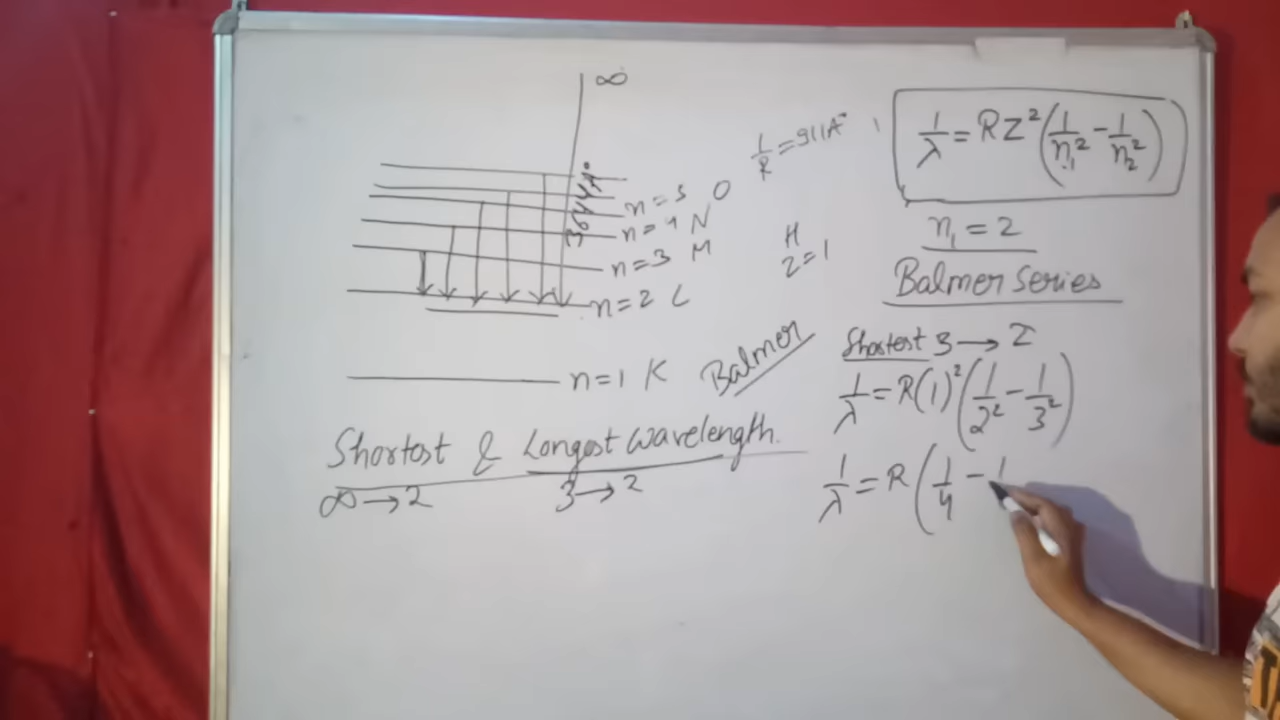 ∞
3644A°
n=5 O
n=4 N
n=3 M
n=2 L
n=1 K
1/R = 911A°
H
Z=1
Balmer
Shortest & Longest wavelength.
∞→2 3→2
1/λ = RZ²(1/n₁² - 1/n₂²)
n₁ = 2
Balmer Series
Shortest 3→2
1/λ = R(1)²(1/2² - 1/3²)
1/λ = R(1/4 - 1